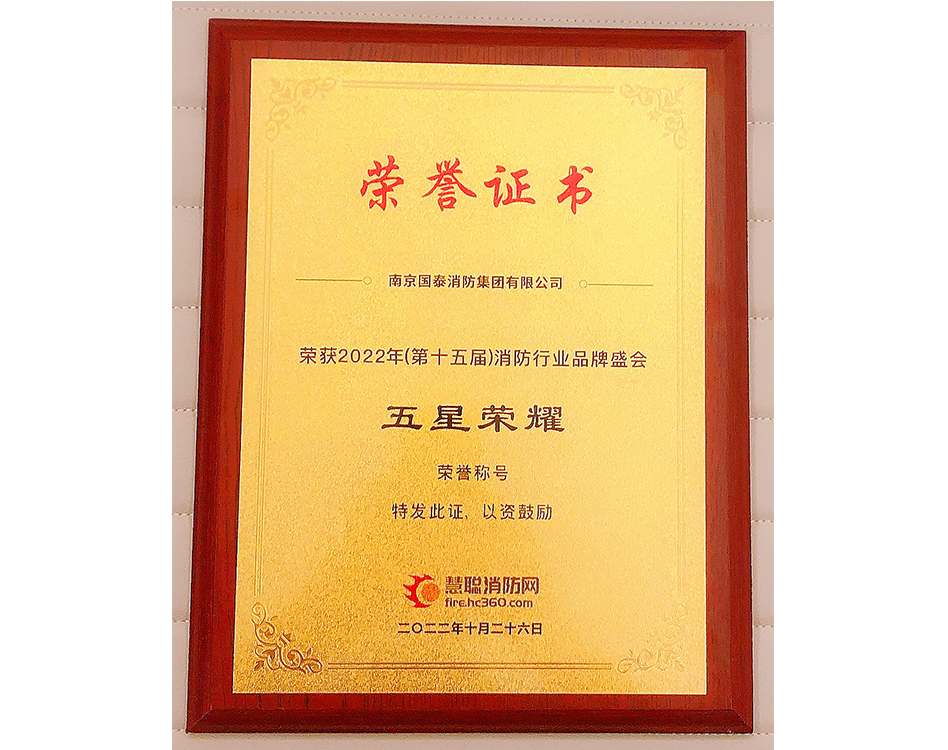 荣誉证书
南京国泰消防集团有限公司
荣获2022年(第十五届)消防行业品牌盛会
五星荣耀
荣誉称号
特发此证，以资鼓励
慧聪消防网
fire.hc360.com
二〇二二年十月二十六日